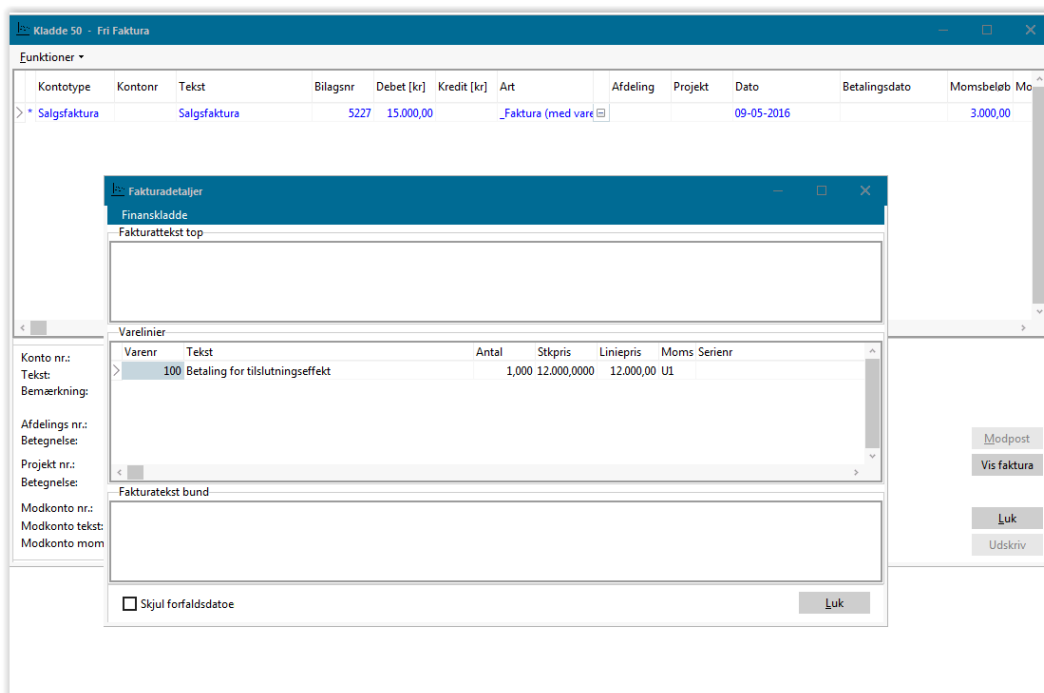 Kladde 50 - Fri Faktura
Funktioner
Kontotype Kontonr Tekst Bilagsnr Debet [kr] Kredit [kr] Art Afdeling Projekt Dato Betalingsdato Momsbeløb Mo
* Salgsfaktura Salgsfaktura 5227 15.000,00 _Faktura (med vare 09-05-2016 3.000,00
Fakturadetaljer
Finanskladde
Fakturattekst top
Varelinier
Varenr Tekst Antal Stkpris Liniepris Moms Serienr
100 Betaling for tilslutningseffekt 1,000 12.000,0000 12.000,00 U1
Fakturatekst bund
Skjul forfaldsdatoe
Luk
Konto nr.:
Tekst:
Bemærkning:
Afdelings nr.:
Betegnelse:
Projekt nr.:
Betegnelse:
Modkonto nr.:
Modkonto tekst:
Modkonto mom
Modpost
Vis faktura
Luk
Udskriv